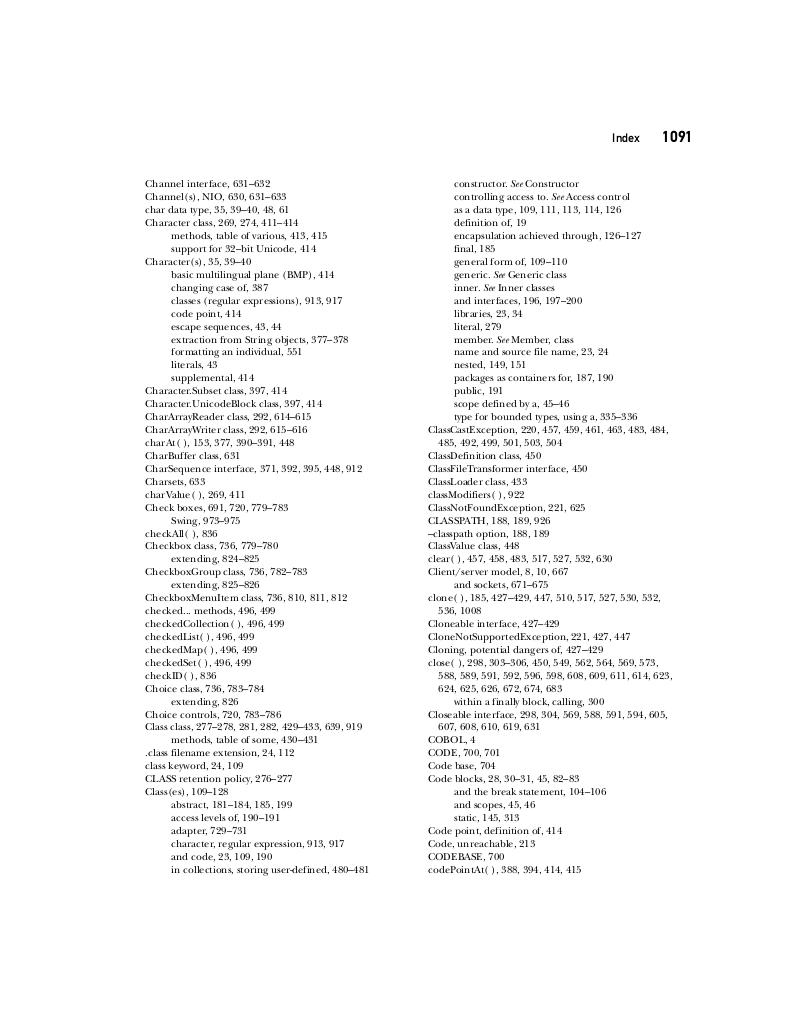 Index 1091
Channel interface, 631–632
Channel(s), NIO, 630, 631–633
char data type, 35, 39–40, 48, 61
Character class, 269, 274, 411–414
methods, table of various, 413, 415
support for 32–bit Unicode, 414
Character(s), 35, 39–40
basic multilingual plane (BMP), 414
changing case of, 387
classes (regular expressions), 913, 917
code point, 414
escape sequences, 43, 44
extraction from String objects, 377–378
formatting an individual, 551
literals, 43
supplemental, 414
Character.Subset class, 397, 414
Character.UnicodeBlock class, 397, 414
CharArrayReader class, 292, 614–615
CharArrayWriter class, 292, 615–616
charAt( ), 153, 377, 390–391, 448
CharBuffer class, 631
CharSequence interface, 371, 392, 395, 448, 912
Charsets, 633
charValue( ), 269, 411
Check boxes, 691, 720, 779–783
Swing, 973–975
checkAll( ), 836
Checkbox class, 736, 779–780
extending, 824–825
CheckboxGroup class, 736, 782–783
extending, 825–826
CheckboxMenuItem class, 736, 810, 811, 812
checked... methods, 496, 499
checkedCollection( ), 496, 499
checkedList( ), 496, 499
checkedMap( ), 496, 499
checkedSet( ), 496, 499
checkID( ), 836
Choice class, 736, 783–784
extending, 826
Choice controls, 720, 783–786
Class class, 277–278, 281, 282, 429–433, 639, 919
methods, table of some, 430–431
.class filename extension, 24, 112
class keyword, 24, 109
CLASS retention policy, 276–277
Class(es), 109–128
abstract, 181–184, 185, 199
access levels of, 190–191
adapter, 729–731
character, regular expression, 913, 917
and code, 23, 109, 190
in collections, storing user-defined, 480–481
constructor. See Constructor
controlling access to. See Access control
as a data type, 109, 111, 113, 114, 126
definition of, 19
encapsulation achieved through, 126–127
final, 185
general form of, 109–110
generic. See Generic class
inner. See Inner classes
and interfaces, 196, 197–200
libraries, 23, 34
literal, 279
member. See Member, class
name and source file name, 23, 24
nested, 149, 151
packages as containers for, 187, 190
public, 191
scope defined by a, 45–46
type for bounded types, using a, 335–336
ClassCastException, 220, 457, 459, 461, 463, 483, 484,
485, 492, 499, 501, 503, 504
ClassDefinition class, 450
ClassFileTransformer interface, 450
ClassLoader class, 433
classModifiers( ), 922
ClassNotFoundException, 221, 625
CLASSPATH, 188, 189, 926
–classpath option, 188, 189
ClassValue class, 448
clear( ), 457, 458, 483, 517, 527, 532, 630
Client/server model, 8, 10, 667
and sockets, 671–675
clone( ), 185, 427–429, 447, 510, 517, 527, 530, 532,
536, 1008
Cloneable interface, 427–429
CloneNotSupportedException, 221, 427, 447
Cloning, potential dangers of, 427–429
close( ), 298, 303–306, 450, 549, 562, 564, 569, 573,
588, 589, 591, 592, 596, 598, 608, 609, 611, 614, 623,
624, 625, 626, 672, 674, 683
within a finally block, calling, 300
Closeable interface, 298, 304, 569, 588, 591, 594, 605,
607, 608, 610, 619, 631
COBOL, 4
CODE, 700, 701
Code base, 704
Code blocks, 28, 30–31, 45, 82–83
and the break statement, 104–106
and scopes, 45, 46
static, 145, 313
Code point, definition of, 414
Code, unreachable, 213
CODEBASE, 700
codePointAt( ), 388, 394, 414, 415